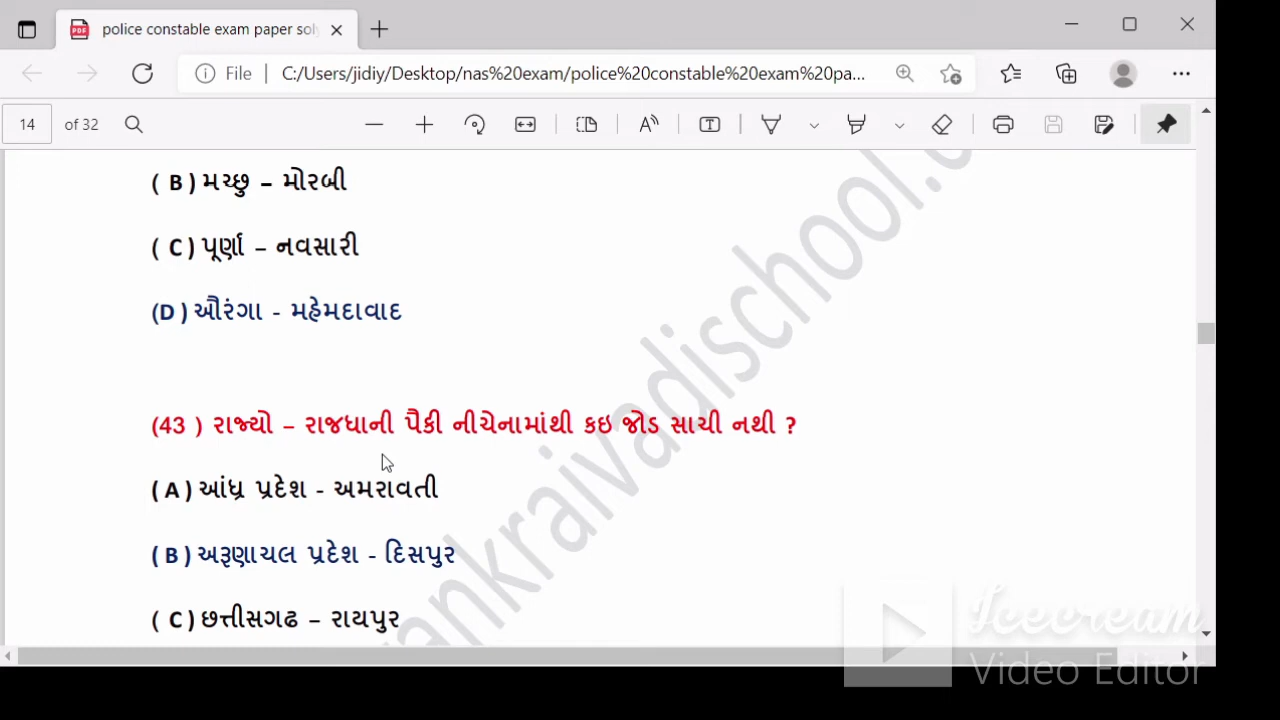 police constable exam paper sol
File
C:/Users/jidiy/Desktop/nas%20exam/police%20constable%20exam%20pa...
14 of 32
( B ) મચ્છુ – મોરબી
( C ) પૂર્ણા – નવસારી
(D ) ઔરંગા - મહેમદાવાદ
(43 ) રાજ્યો – રાજધાની પૈકી નીચેનામાંથી કઇ જોડ સાચી નથી ?
( A ) આંધ્ર પ્રદેશ - અમરાવતી
( B ) અરૂણાચલ પ્રદેશ - દિસપુર
( C ) છત્તીસગઢ – રાયપુર
ankraivadischool.c
Icecream
Video Editor